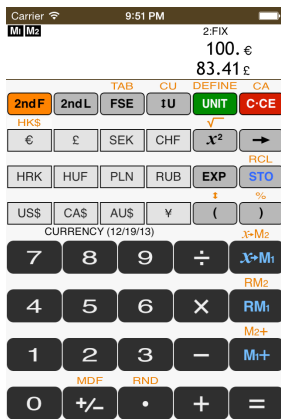 Carrier 9:51 PM
M1 M2 2:FIX
100. €
83.41 £
TAB CU DEFINE CA
2nd F 2nd L FSE ↕U UNIT C·CE
HK$ √‾
€ £ SEK CHF x² →
RCL
HRK HUF PLN RUB EXP STO
↕ %
US$ CA$ AU$ ¥ ( )
CURRENCY (12/19/13) x→M2
7 8 9 ÷ x→M1
RM2
4 5 6 × RM1
M2+
1 2 3 − M1+
MDF RND
0 +/− • + =